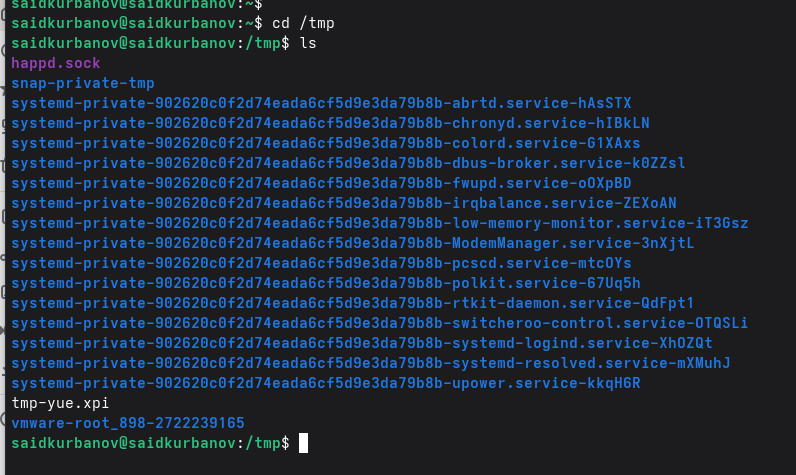 saidkurbanov@saidkurbanov:~$
saidkurbanov@saidkurbanov:~$ cd /tmp
saidkurbanov@saidkurbanov:/tmp$ ls
happd.sock
snap-private-tmp
systemd-private-902620c0f2d74eada6cf5d9e3da79b8b-abrtd.service-hAsSTX
systemd-private-902620c0f2d74eada6cf5d9e3da79b8b-chronyd.service-hIBkLN
systemd-private-902620c0f2d74eada6cf5d9e3da79b8b-colord.service-G1XAxs
systemd-private-902620c0f2d74eada6cf5d9e3da79b8b-dbus-broker.service-k0ZZsl
systemd-private-902620c0f2d74eada6cf5d9e3da79b8b-fwupd.service-oOXpBD
systemd-private-902620c0f2d74eada6cf5d9e3da79b8b-irqbalance.service-ZEXoAN
systemd-private-902620c0f2d74eada6cf5d9e3da79b8b-low-memory-monitor.service-iT3Gsz
systemd-private-902620c0f2d74eada6cf5d9e3da79b8b-ModemManager.service-3nXjtL
systemd-private-902620c0f2d74eada6cf5d9e3da79b8b-pcscd.service-mtcOYs
systemd-private-902620c0f2d74eada6cf5d9e3da79b8b-polkit.service-67Uq5h
systemd-private-902620c0f2d74eada6cf5d9e3da79b8b-rtkit-daemon.service-QdFpt1
systemd-private-902620c0f2d74eada6cf5d9e3da79b8b-switcheroo-control.service-OTQSLi
systemd-private-902620c0f2d74eada6cf5d9e3da79b8b-systemd-logind.service-XhOZQt
systemd-private-902620c0f2d74eada6cf5d9e3da79b8b-systemd-resolved.service-mXMuhJ
systemd-private-902620c0f2d74eada6cf5d9e3da79b8b-upower.service-kkqH6R
tmp-yue.xpi
vmware-root_898-2722239165
saidkurbanov@saidkurbanov:/tmp$